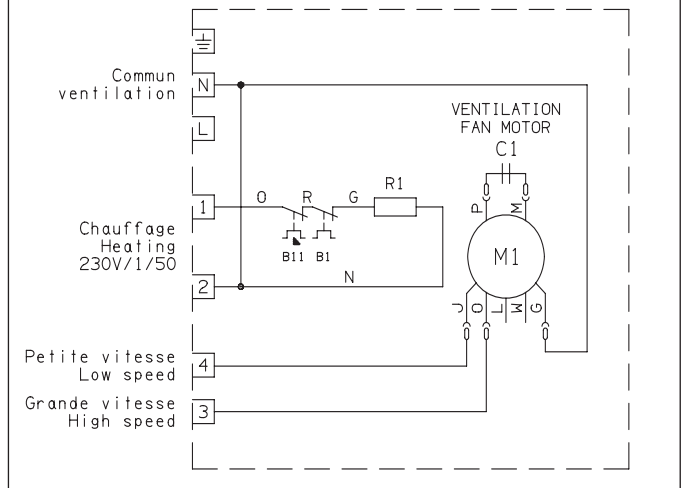 Commun
ventilation
N
L
VENTILATION
FAN MOTOR
C1
P
M
1
O
R
G
R1
Chauffage
Heating
230V/1/50
B11
B1
M1
2
N
J
O
L
W
G
Petite vitesse
Low speed
4
Grande vitesse
High speed
3